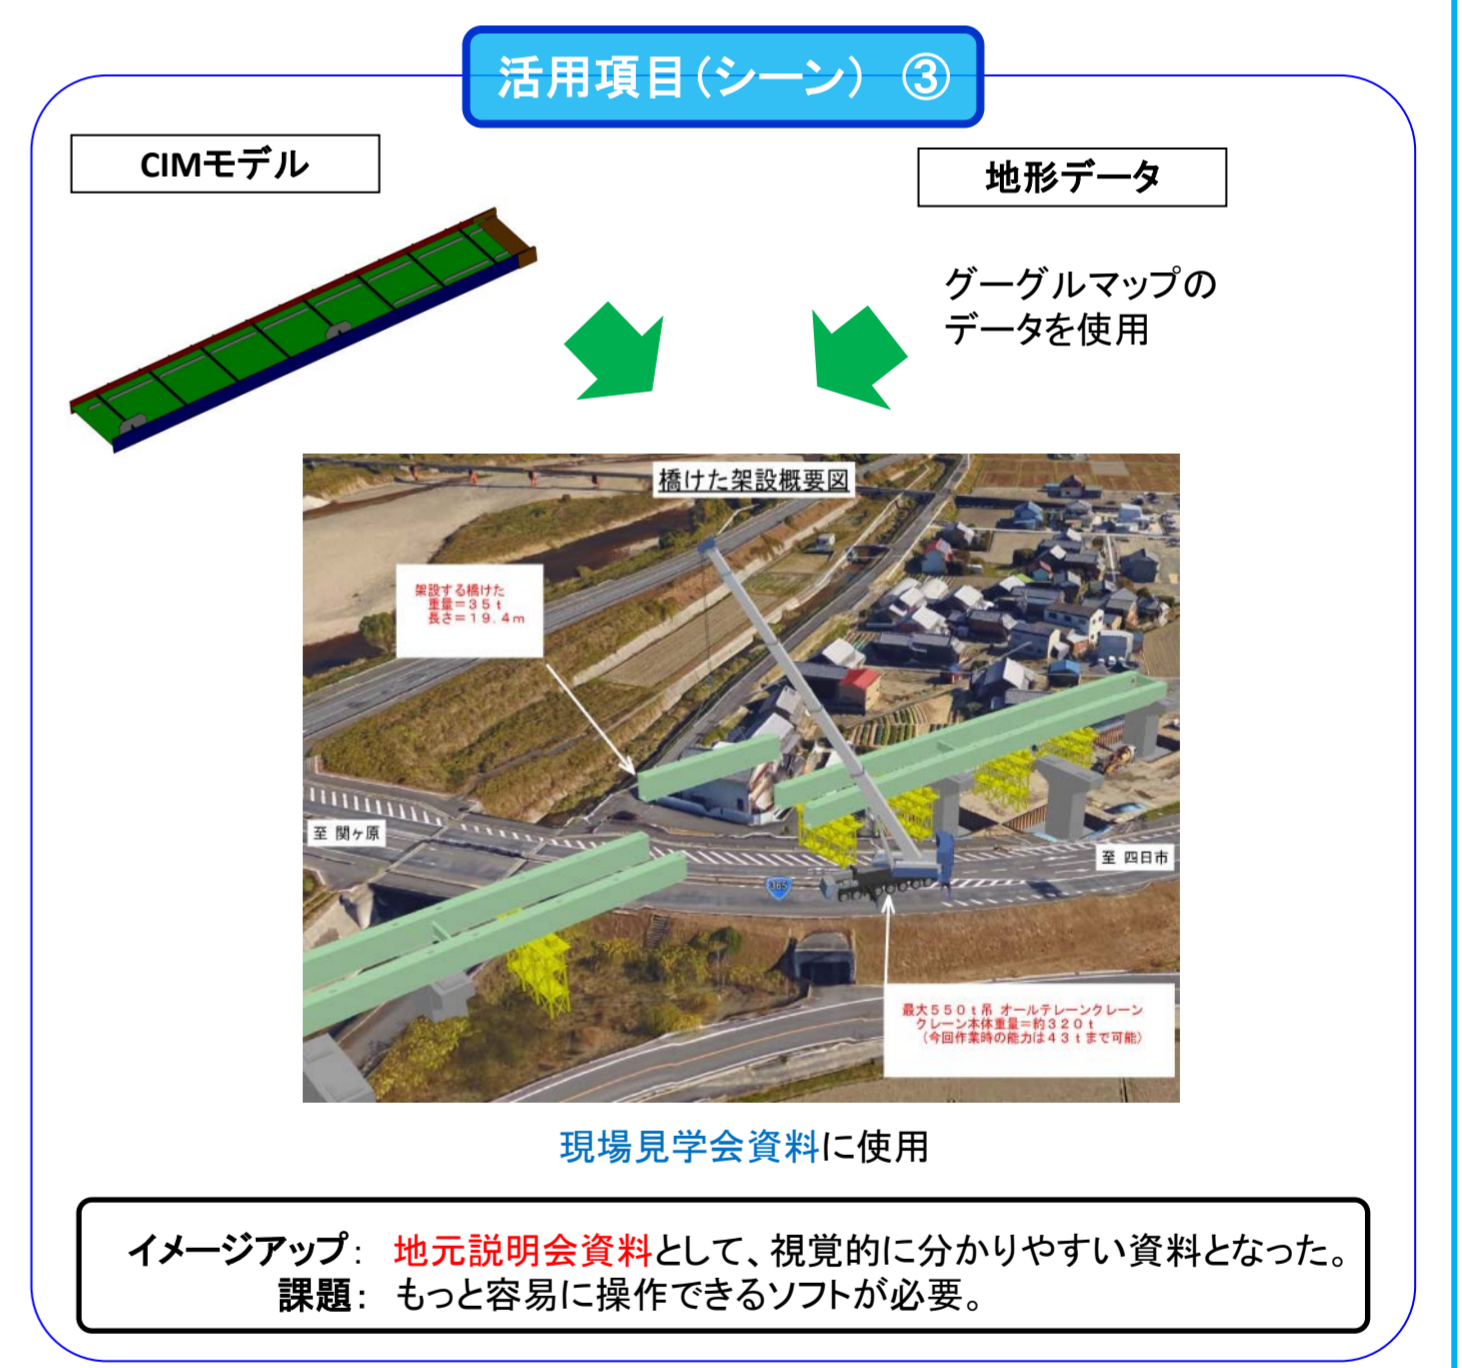 活用項目(シーン) ③
CIMモデル
地形データ
グーグルマップの
データを使用
橋けた架設概要図
架設する橋けた
重量=35t
長さ=19.4m
至 関ヶ原
至 四日市
365
最大550t吊 オールテレーンクレーン
クレーン本体重量=約320t
(今回作業時の能力は43tまで可能)
現場見学会資料に使用
イメージアップ: 地元説明会資料として、視覚的に分かりやすい資料となった。
課題: もっと容易に操作できるソフトが必要。